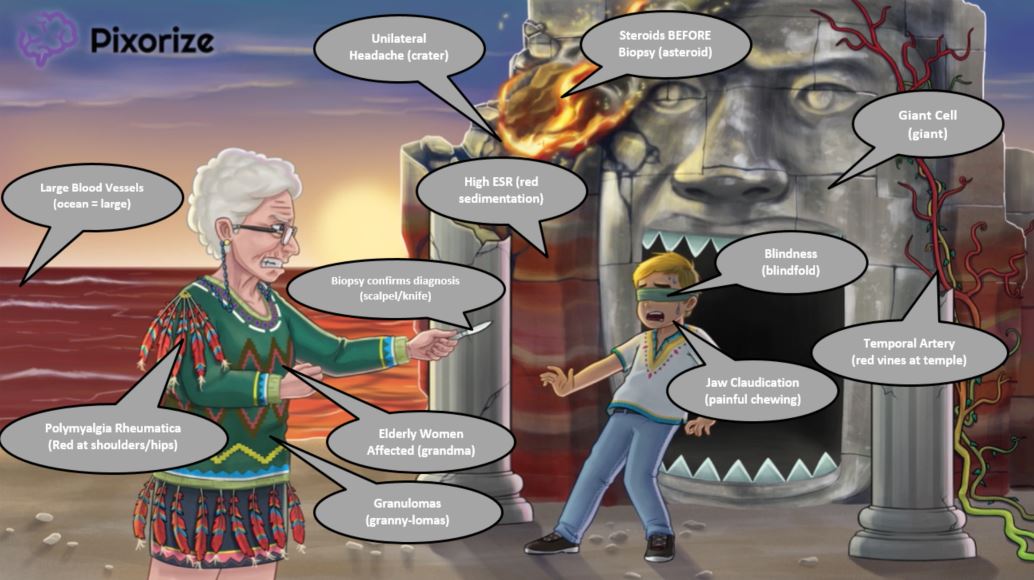 Pixorize
Unilateral
Headache (crater)
Steroids BEFORE
Biopsy (asteroid)
Giant Cell
(giant)
Large Blood Vessels
(ocean = large)
High ESR (red
sedimentation)
Blindness
(blindfold)
Biopsy confirms diagnosis
(scalpel/knife)
Temporal Artery
(red vines at temple)
Jaw Claudication
(painful chewing)
Polymyalgia Rheumatica
(Red at shoulders/hips)
Elderly Women
Affected (grandma)
Granulomas
(granny-lomas)